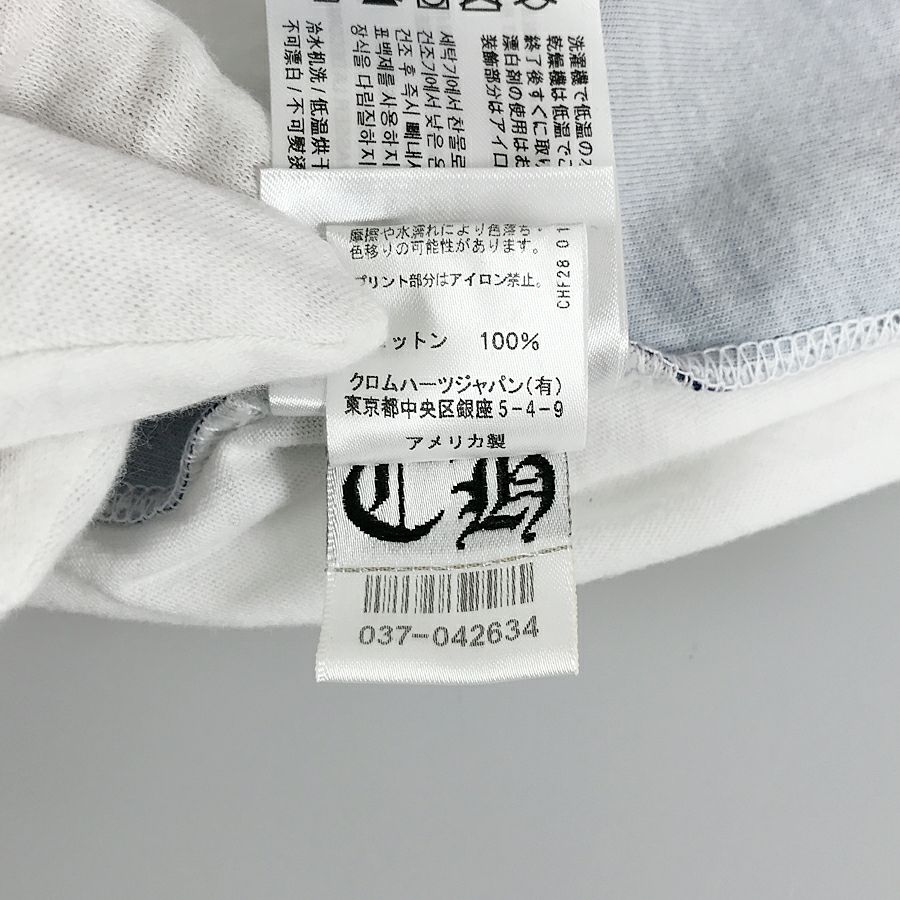 洗濯機で低温の
乾燥機は低温でご
終了後すぐに取り
漂白剤の使用はお
装飾部分はアイロ
세탁기에서 찬물로
건조기에서 낮은 온
건조 후 즉시 빼내
표백제를 사용하지
장식을 다림질하지
冷水机洗/低温烘干
不可漂白/不可熨烫
摩擦や水濡れにより色落ち・
色移りの可能性があります。
プリント部分はアイロン禁止。
CHF28 01
ットン 100%
クロムハーツジャパン(有)
東京都中央区銀座5-4-9
アメリカ製
CH
037-042634